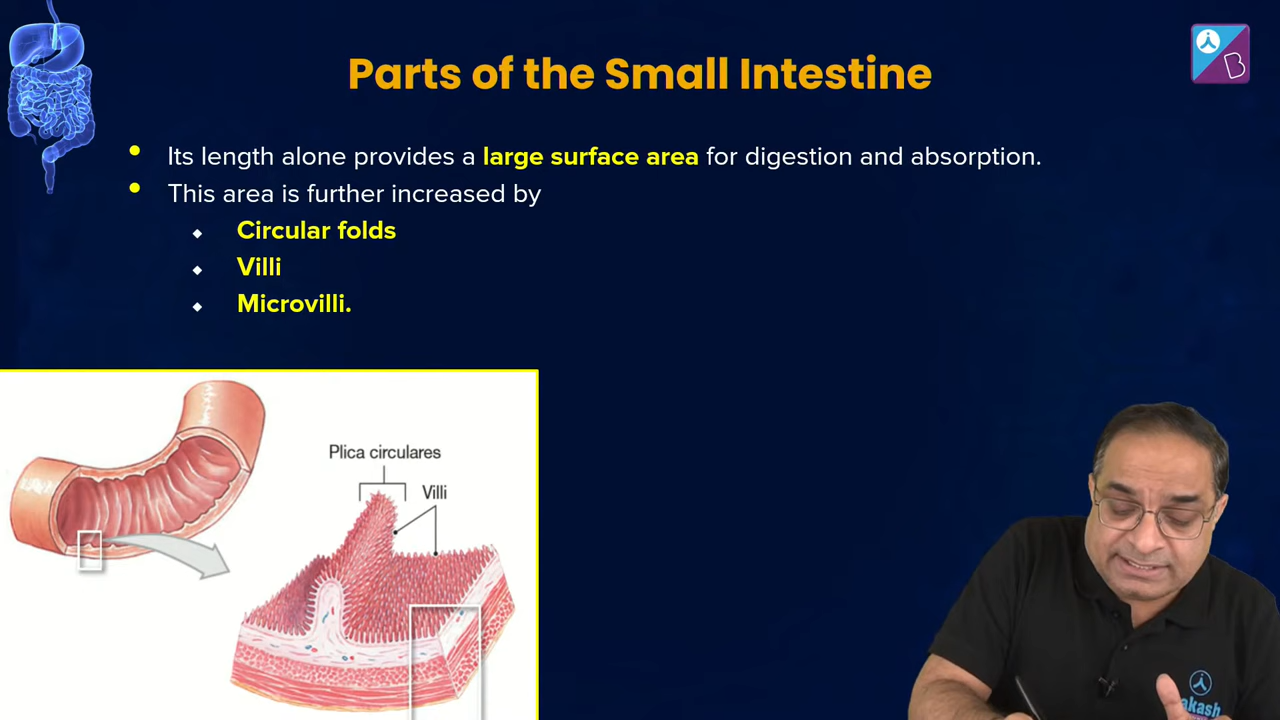 Parts of the Small Intestine
Its length alone provides a large surface area for digestion and absorption.
This area is further increased by
Circular folds
Villi
Microvilli.
Plica circulares
Villi
B
akash